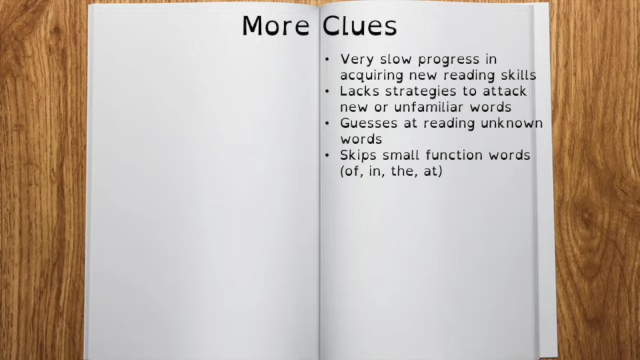 More Clues
• Very slow progress in
acquiring new reading skills
• Lacks strategies to attack
new or unfamiliar words
• Guesses at reading unknown
words
• Skips small function words
(of, in, the, at)